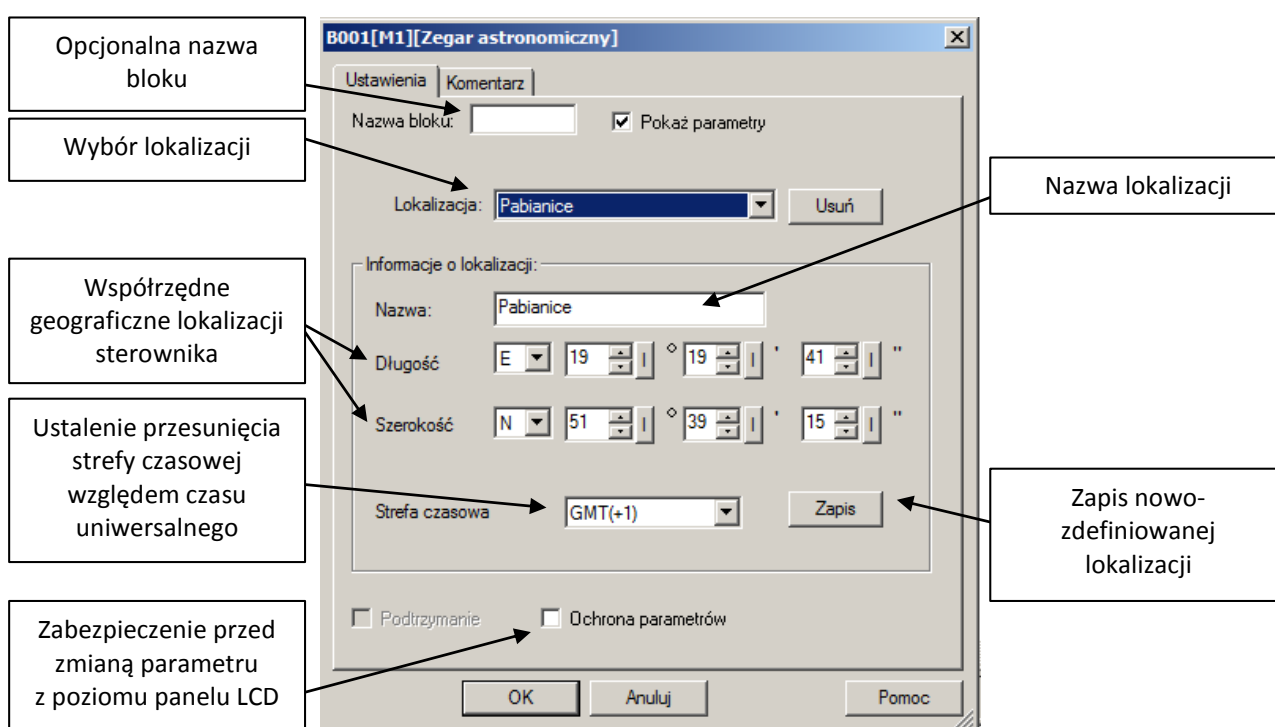 Opcjonalna nazwa
bloku
Wybór lokalizacji
Współrzędne
geograficzne lokalizacji
sterownika
Ustalenie przesunięcia
strefy czasowej
względem czasu
uniwersalnego
Zabezpieczenie przed
zmianą parametru
z poziomu panelu LCD
B001[M1][Zegar astronomiczny]
Ustawienia Komentarz
Nazwa bloku: Pokaż parametry
Lokalizacja: Pabianice Usuń
Informacje o lokalizacji:
Nazwa: Pabianice
Długość E 19 ° 19 ' 41 "
Szerokość N 51 ° 39 ' 15 "
Strefa czasowa GMT(+1) Zapis
Podtrzymanie Ochrona parametrów
OK Anuluj Pomoc
Nazwa lokalizacji
Zapis nowo-
zdefiniowanej
lokalizacji